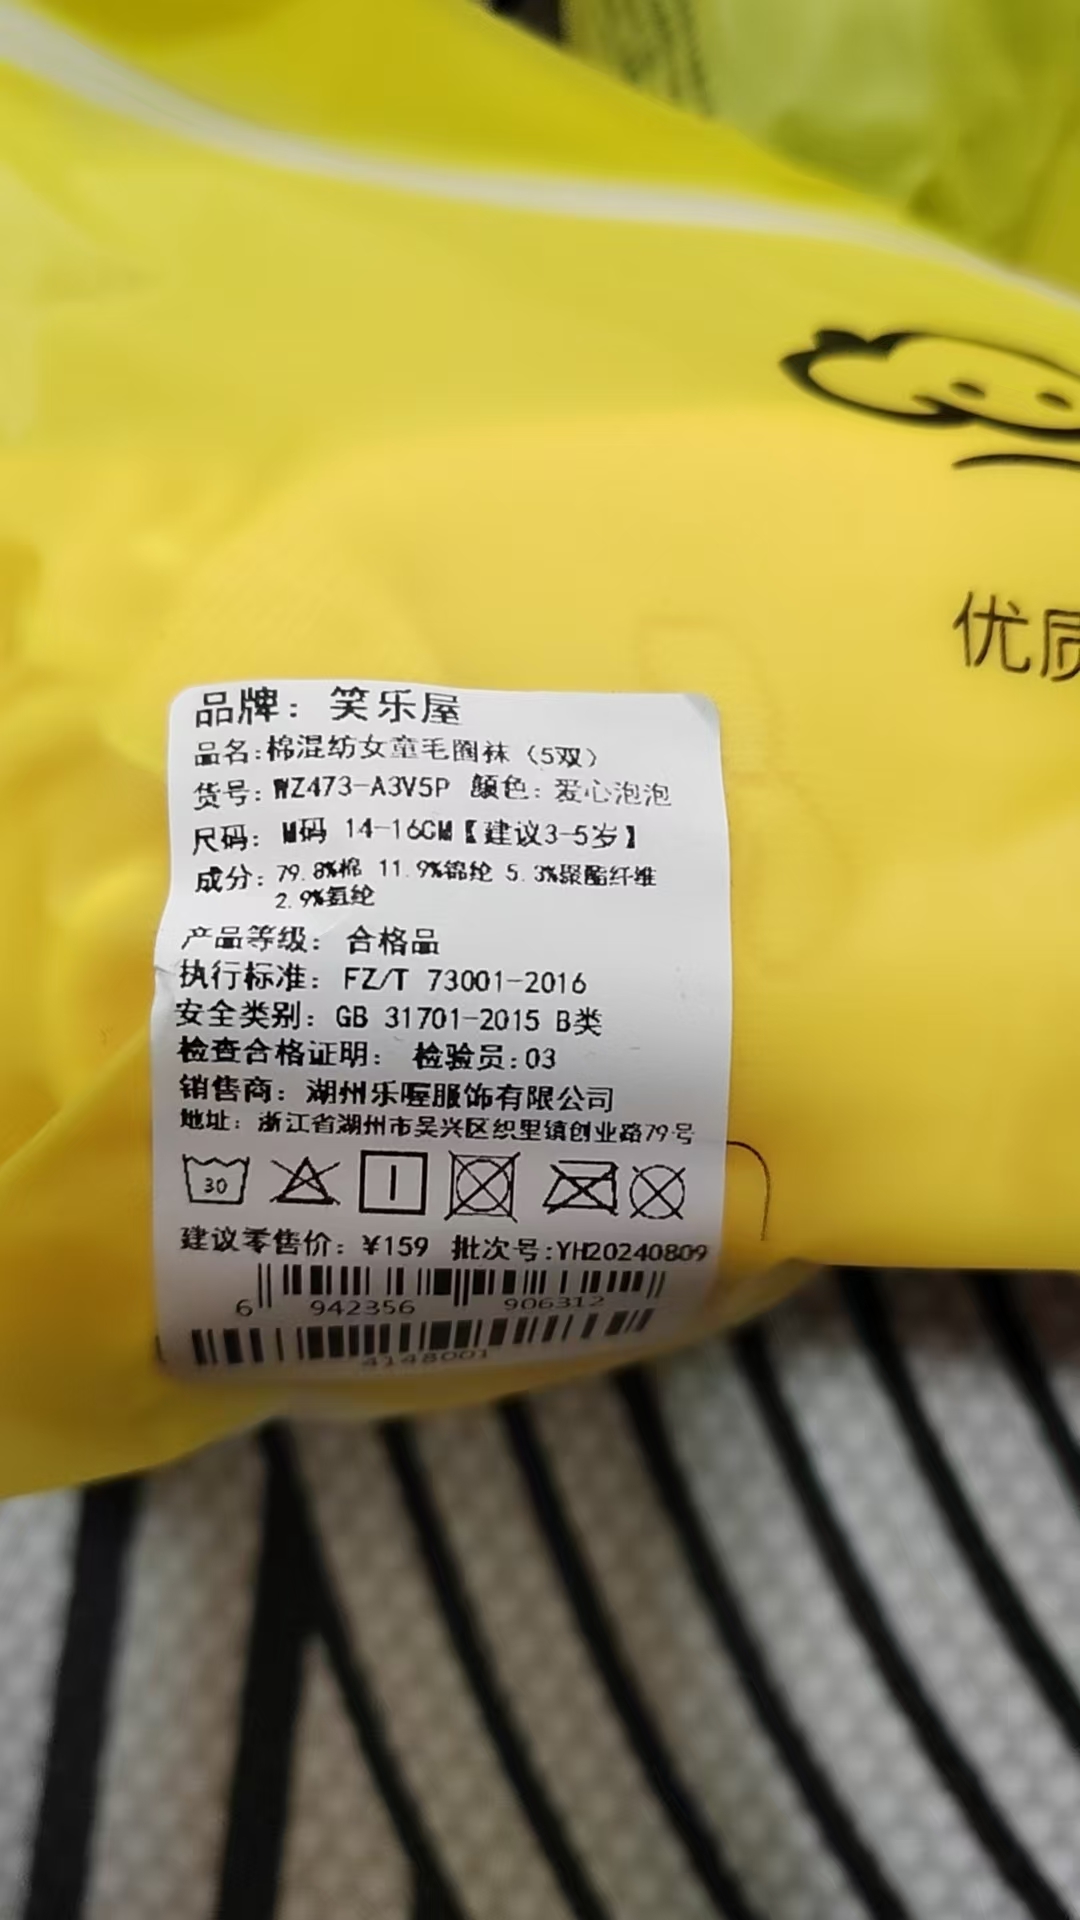 优质
品牌：笑乐屋
品名:棉混纺女童毛圈袜（5双）
货号:WZ473-A3V5P 颜色：爱心泡泡
尺码：M码 14-16CM【建议3-5岁】
成分：79.8%棉 11.9%锦纶 5.3%聚酯纤维
2.9%氨纶
产品等级：合格品
执行标准：FZ/T 73001-2016
安全类别：GB 31701-2015 B类
检查合格证明：检验员:03
销售商：湖州乐喔服饰有限公司
地址：浙江省湖州市吴兴区织里镇创业路79号
30
建议零售价：¥159 批次号:YH20240809
6 942356 906312
4148001